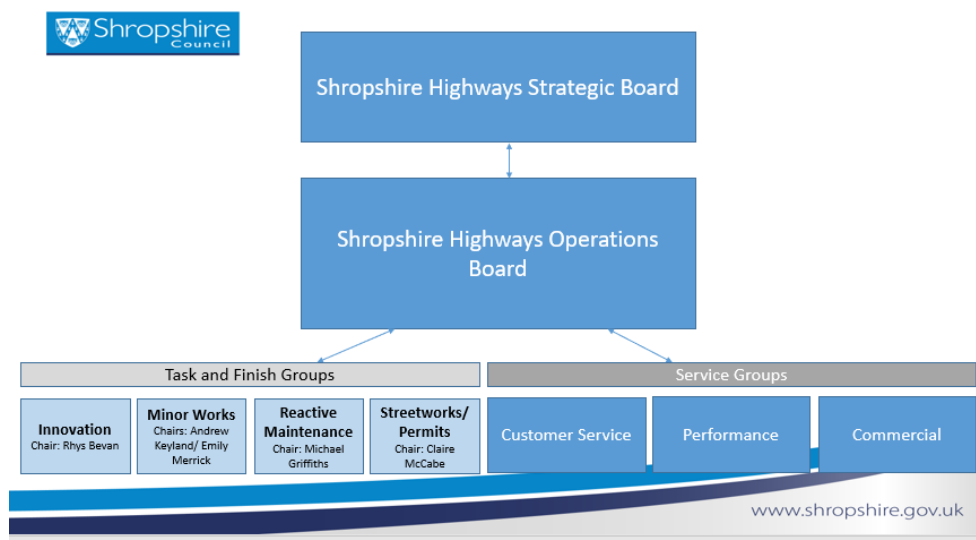 Shropshire
Council
Shropshire Highways Strategic Board
Shropshire Highways Operations
Board
Task and Finish Groups
Service Groups
Innovation
Chair: Rhys Bevan
Minor Works
Chairs: Andrew
Keyland/ Emily
Merrick
Reactive
Maintenance
Chair: Michael
Griffiths
Streetworks/
Permits
Chair: Claire
McCabe
Customer Service
Performance
Commercial
www.shropshire.gov.uk